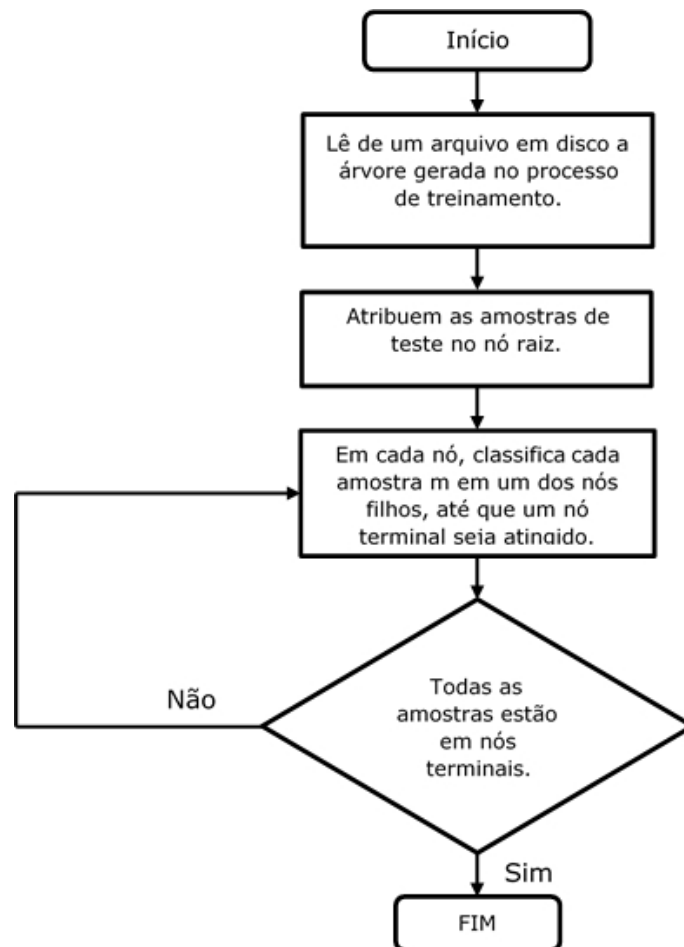 Início
Lê de um arquivo em disco a
árvore gerada no processo
de treinamento.
Atribuem as amostras de
teste no nó raiz.
Em cada nó, classifica cada
amostra m em um dos nós
filhos, até que um nó
terminal seja atingido.
Todas as
amostras estão
em nós
terminais.
Não
Sim
FIM